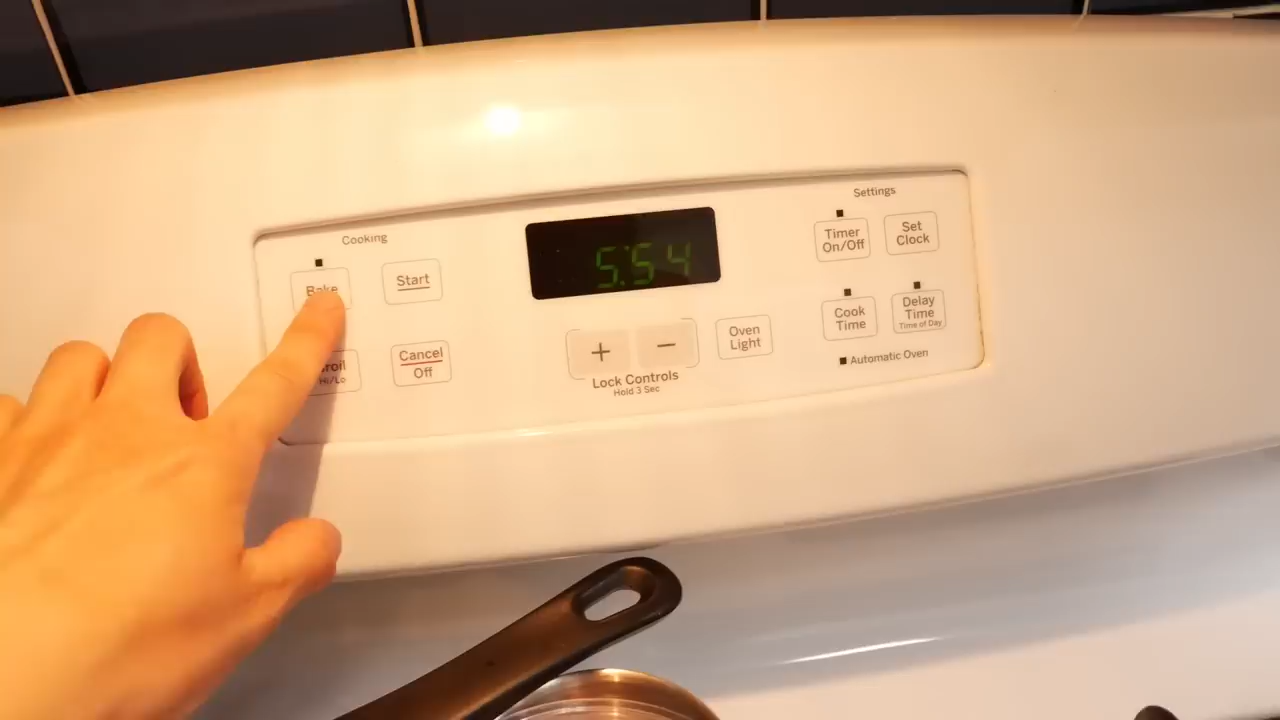 Cooking
Bake
Start
Hi/Lo
Cancel
Off
5:54
+
−
Lock Controls
Hold 3 Sec
Oven
Light
Settings
Timer
On/Off
Set
Clock
Cook
Time
Delay
Time
Time of Day
Automatic Oven